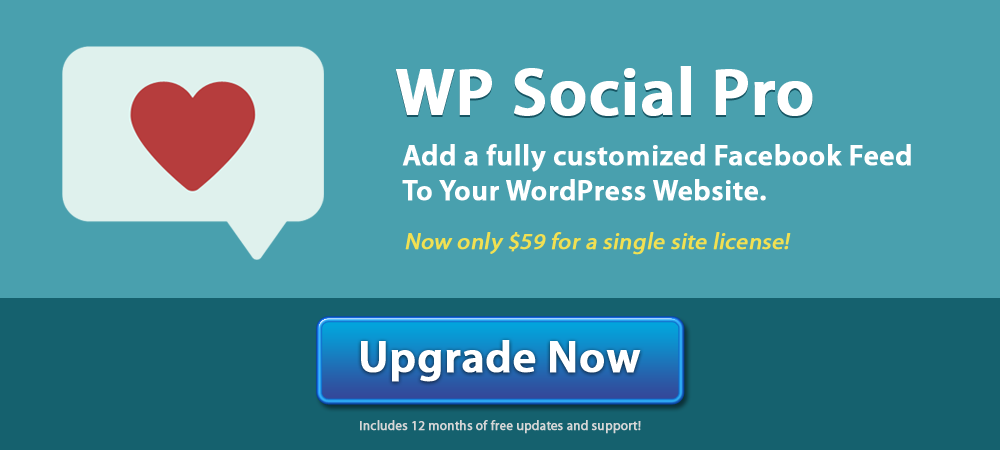 WP Social Pro
Add a fully customized Facebook Feed
To Your WordPress Website.
Now only $59 for a single site license!
Upgrade Now
Includes 12 months of free updates and support!